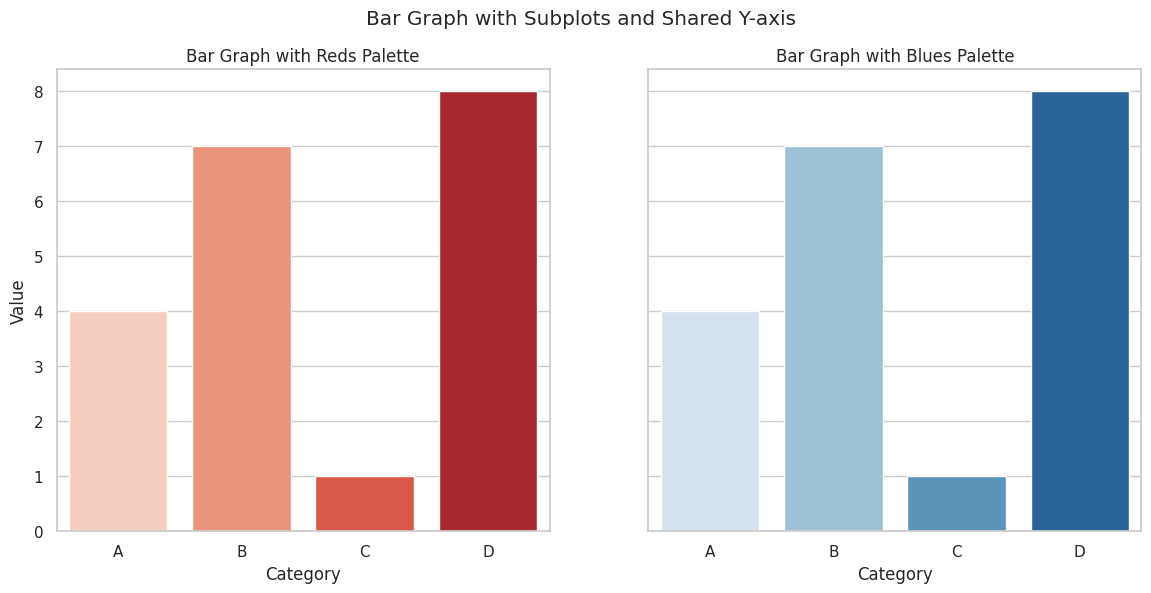 Bar Graph with Subplots and Shared Y-axis
Bar Graph with Reds Palette
Value
8
7
6
5
4
3
2
1
0
A B C D
Category
Bar Graph with Blues Palette
A B C D
Category